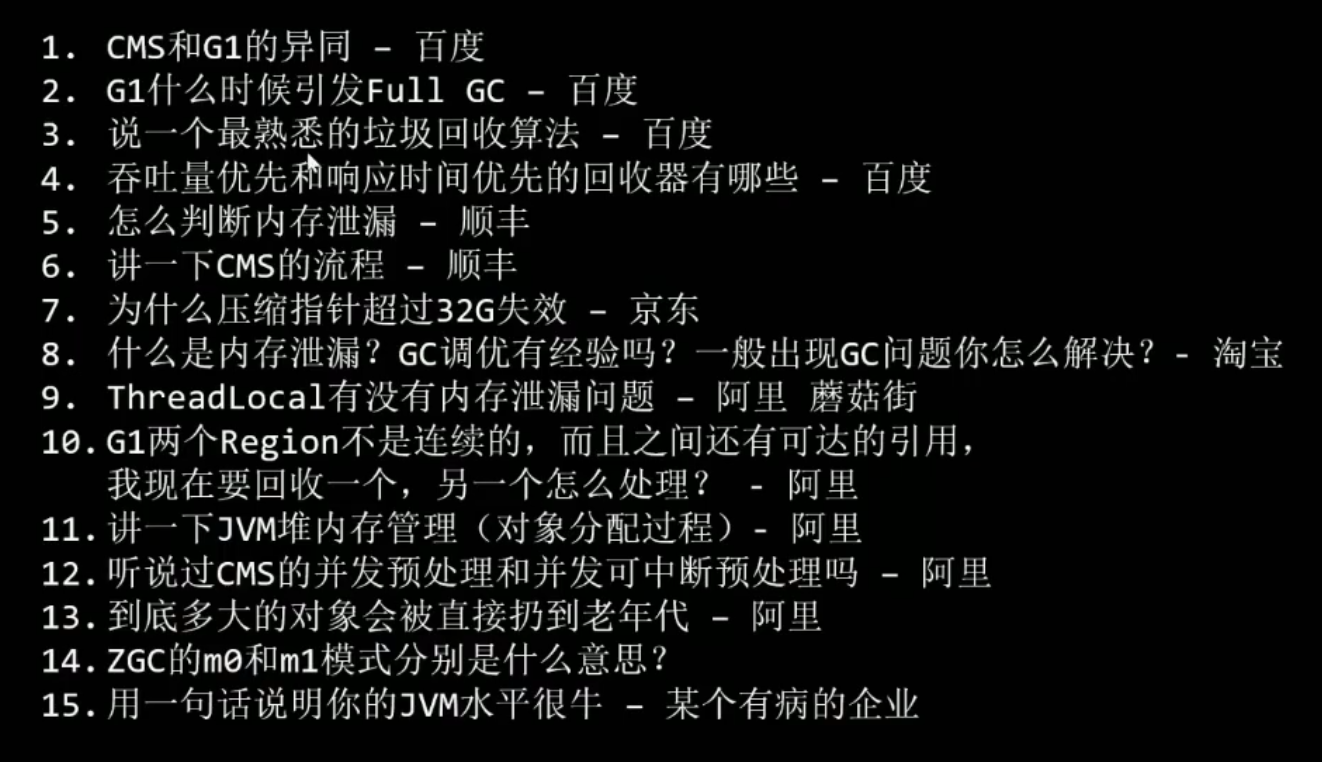 1. CMS和G1的异同 – 百度
2. G1什么时候引发Full GC – 百度
3. 说一个最熟悉的垃圾回收算法 – 百度
4. 吞吐量优先和响应时间优先的回收器有哪些 – 百度
5. 怎么判断内存泄漏 – 顺丰
6. 讲一下CMS的流程 – 顺丰
7. 为什么压缩指针超过32G失效 – 京东
8. 什么是内存泄漏？GC调优有经验吗？一般出现GC问题你怎么解决？- 淘宝
9. ThreadLocal有没有内存泄漏问题 – 阿里 蘑菇街
10.G1两个Region不是连续的，而且之间还有可达的引用，
我现在要回收一个，另一个怎么处理？ - 阿里
11.讲一下JVM堆内存管理（对象分配过程）- 阿里
12.听说过CMS的并发预处理和并发可中断预处理吗 – 阿里
13.到底多大的对象会被直接扔到老年代 – 阿里
14.ZGC的m0和m1模式分别是什么意思？
15.用一句话说明你的JVM水平很牛 – 某个有病的企业